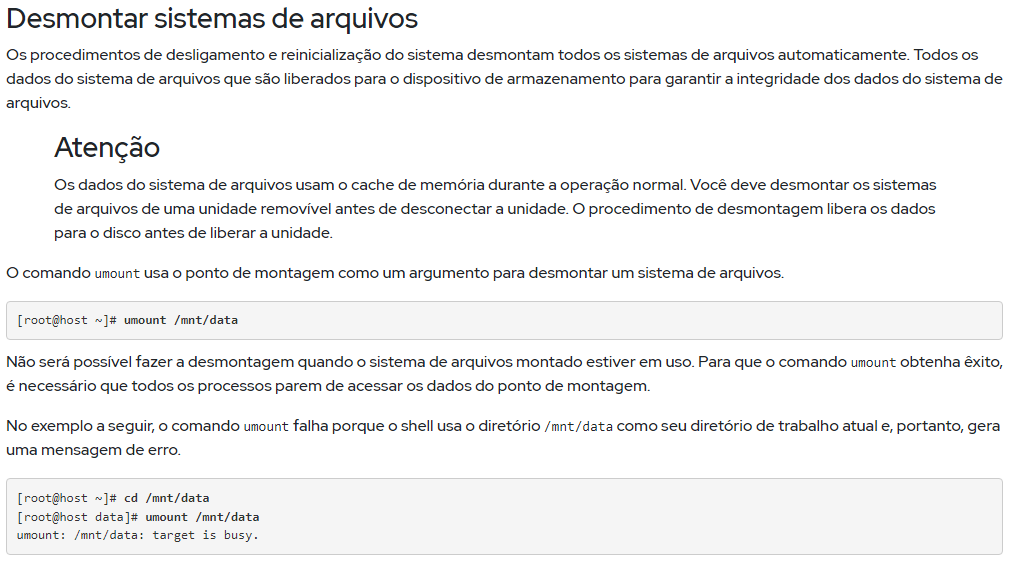 Desmontar sistemas de arquivos
Os procedimentos de desligamento e reinicialização do sistema desmontam todos os sistemas de arquivos automaticamente. Todos os
dados do sistema de arquivos que são liberados para o dispositivo de armazenamento para garantir a integridade dos dados do sistema de
arquivos.
Atenção
Os dados do sistema de arquivos usam o cache de memória durante a operação normal. Você deve desmontar os sistemas
de arquivos de uma unidade removível antes de desconectar a unidade. O procedimento de desmontagem libera os dados
para o disco antes de liberar a unidade.
O comando umount usa o ponto de montagem como um argumento para desmontar um sistema de arquivos.
[root@host ~]# umount /mnt/data
Não será possível fazer a desmontagem quando o sistema de arquivos montado estiver em uso. Para que o comando umount obtenha êxito,
é necessário que todos os processos parem de acessar os dados do ponto de montagem.
No exemplo a seguir, o comando umount falha porque o shell usa o diretório /mnt/data como seu diretório de trabalho atual e, portanto, gera
uma mensagem de erro.
[root@host ~]# cd /mnt/data
[root@host data]# umount /mnt/data
umount: /mnt/data: target is busy.